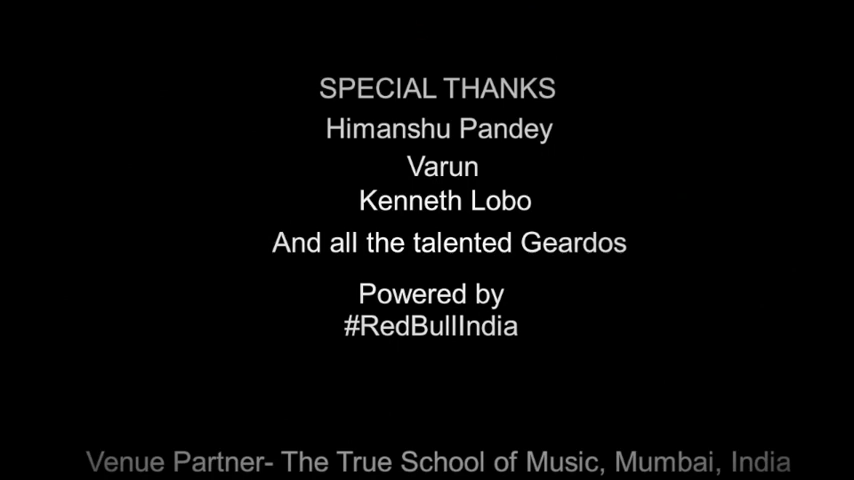 SPECIAL THANKS
Himanshu Pandey
Varun
Kenneth Lobo
And all the talented Geardos
Powered by
#RedBullIndia
Venue Partner- The True School of Music, Mumbai, India